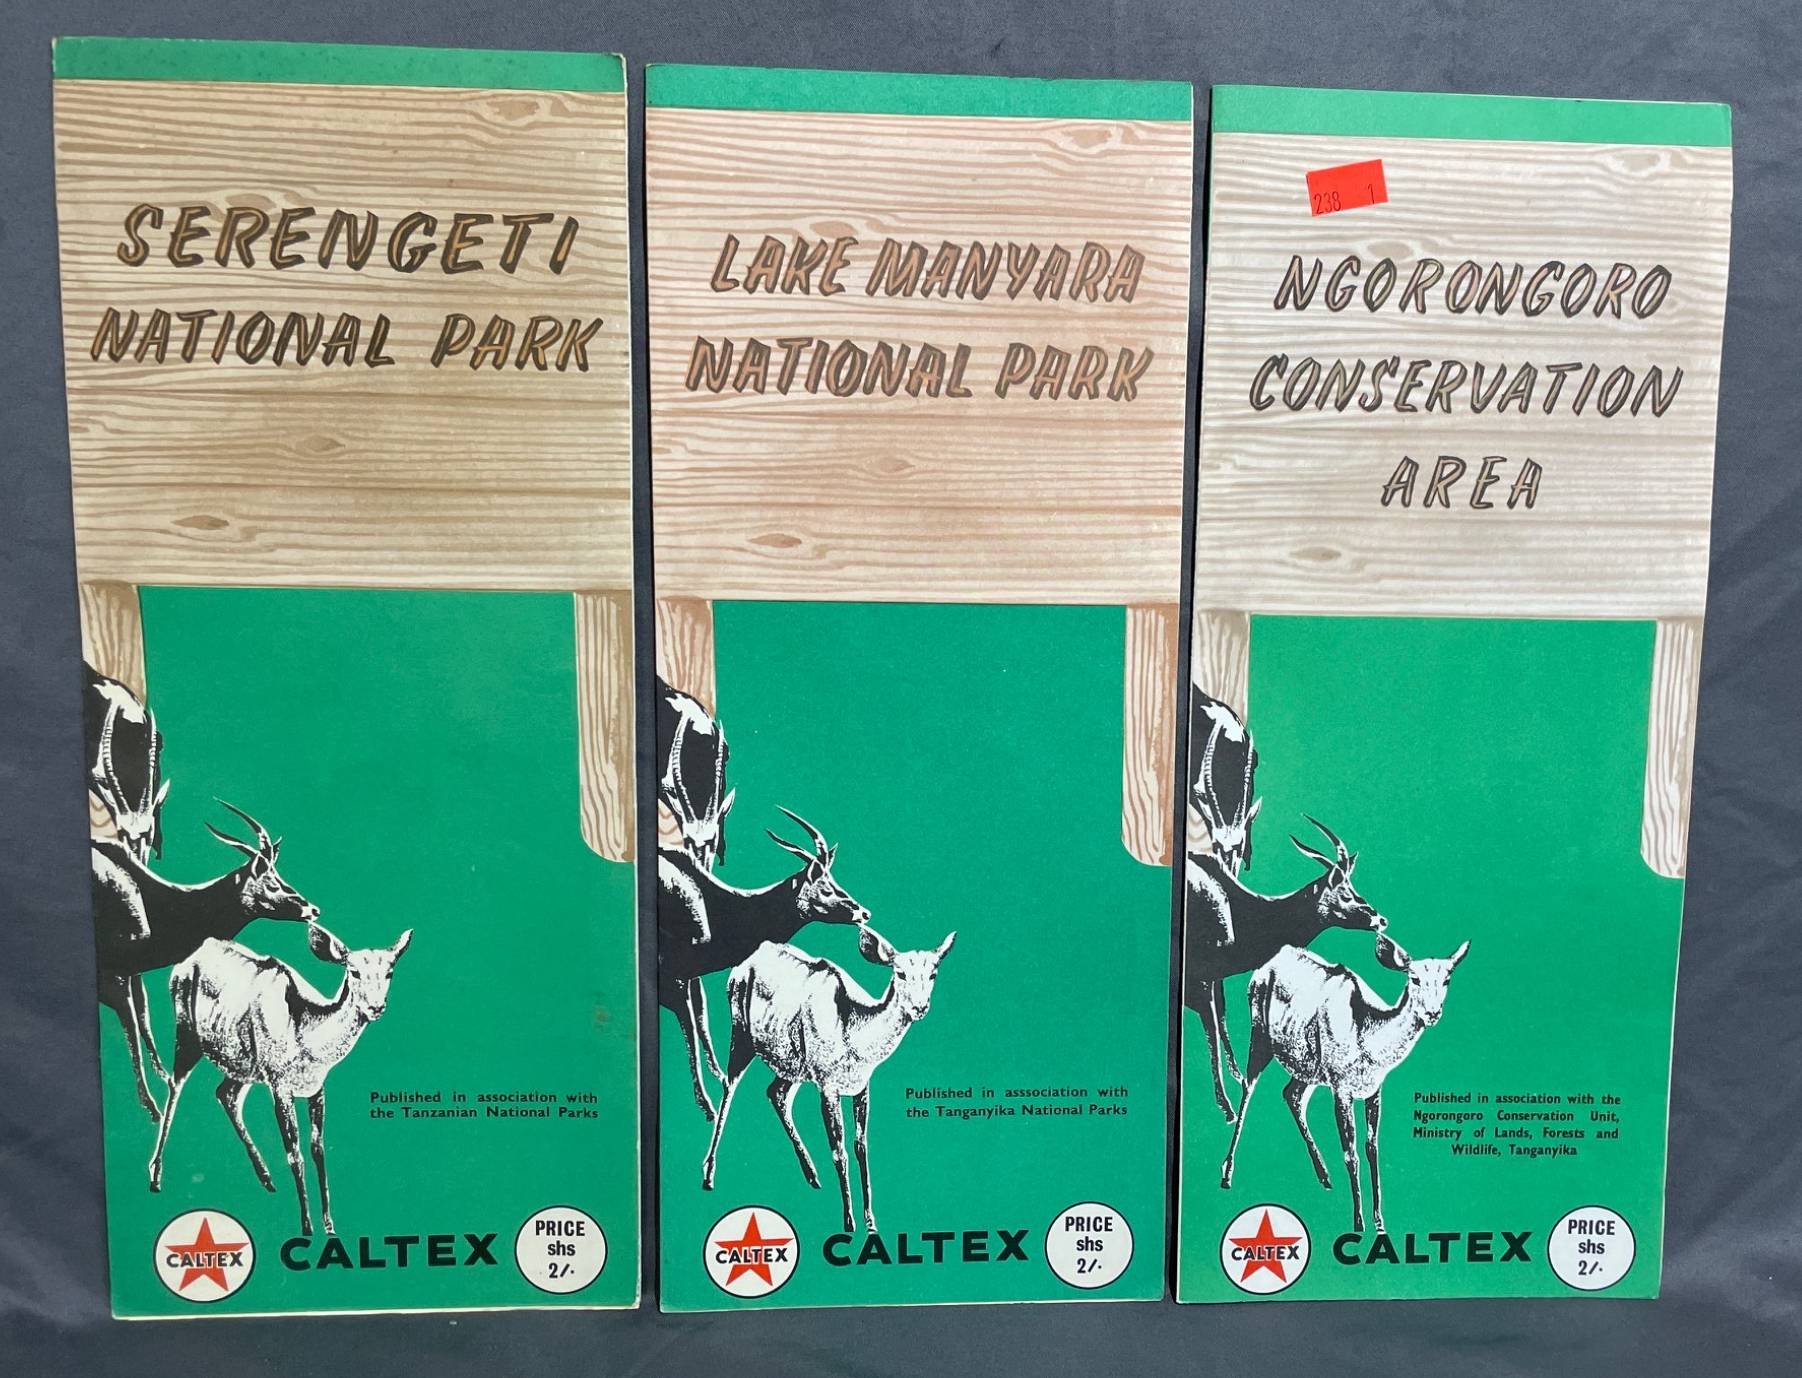 SERENGETI
NATIONAL PARK
Published in association with
the Tanzanian National Parks
CALTEX
CALTEX
PRICE
shs
2/-
LAKE MANYARA
NATIONAL PARK
Published in asssociation with
the Tanganyika National Parks
CALTEX
CALTEX
PRICE
shs
2/-
238 1
NGORONGORO
CONSERVATION
AREA
Published in association with the
Ngorongoro Conservation Unit,
Ministry of Lands, Forests and
Wildlife, Tanganyika
CALTEX
CALTEX
PRICE
shs
2/-